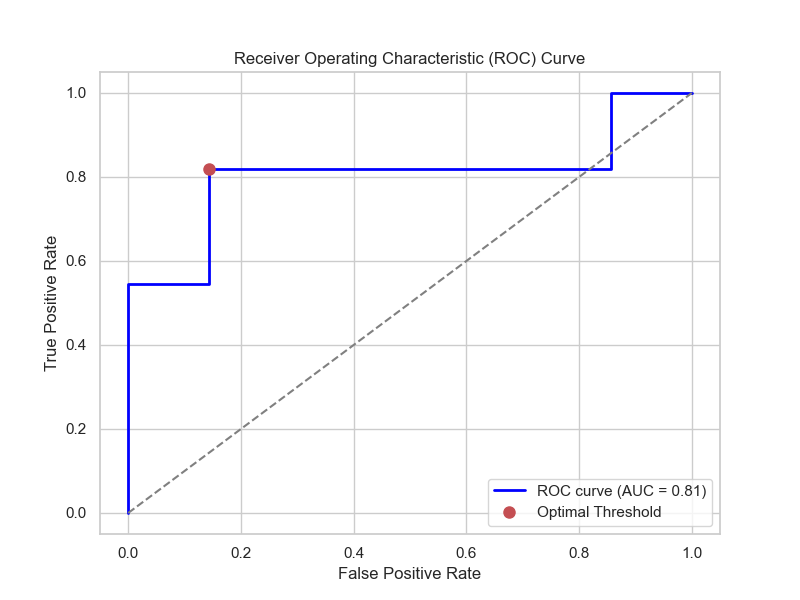 Receiver Operating Characteristic (ROC) Curve
True Positive Rate
1.0
0.8
0.6
0.4
0.2
0.0
0.0 0.2 0.4 0.6 0.8 1.0
False Positive Rate
ROC curve (AUC = 0.81)
Optimal Threshold